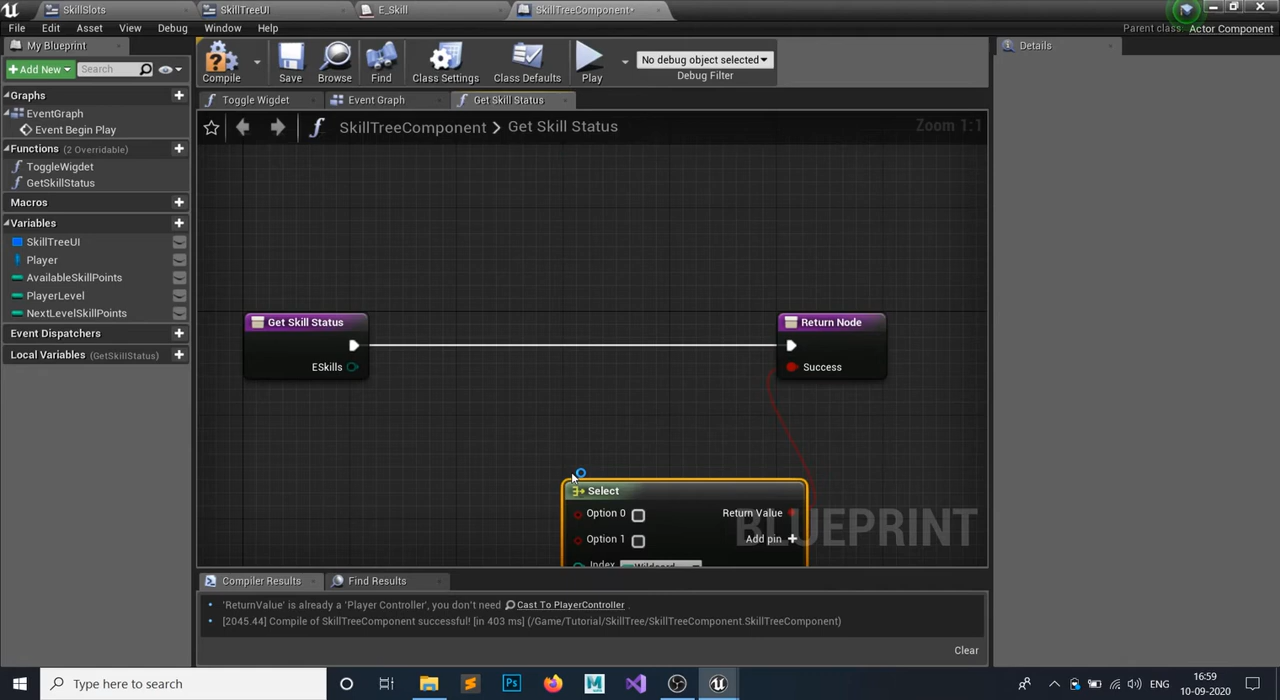 SkillSlots
SkillTreeUI
E_Skill
SkillTreeComponent*
File Edit Asset View Debug Window Help
Parent class: Actor Component
My Blueprint
Add New
Search
Compile
Save
Browse
Find
Class Settings
Class Defaults
Play
No debug object selected
Debug Filter
Details
Graphs
EventGraph
Event Begin Play
Functions (2 Overridable)
ToggleWigdet
GetSkillStatus
Macros
Variables
SkillTreeUI
Player
AvailableSkillPoints
PlayerLevel
NextLevelSkillPoints
Event Dispatchers
Local Variables (GetSkillStatus)
Toggle Wigdet
Event Graph
Get Skill Status
SkillTreeComponent > Get Skill Status
Zoom 1:1
Get Skill Status
ESkills
Return Node
Success
Select
Option 0
Return Value
Option 1
Add pin
Index
Wildcard
BLUEPRINT
Compiler Results
Find Results
'ReturnValue' is already a 'Player Controller', you don't need Cast To PlayerController .
[2045.44] Compile of SkillTreeComponent successful! [in 403 ms] (/Game/Tutorial/SkillTree/SkillTreeComponent.SkillTreeComponent)
Clear
Type here to search
ENG
16:59
10-09-2020